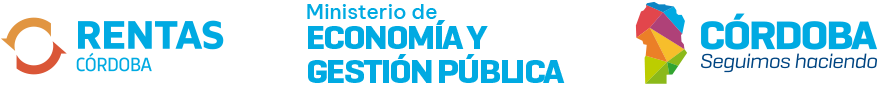 RENTAS
CÓRDOBA
Ministerio de
ECONOMÍA Y
GESTIÓN PÚBLICA
CÓRDOBA
Seguimos haciendo